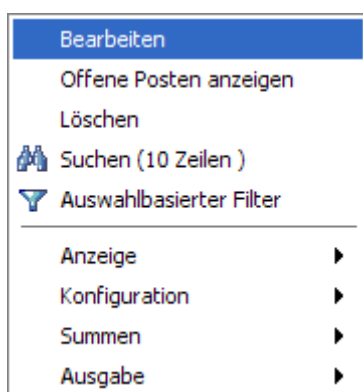 Bearbeiten
Offene Posten anzeigen
Löschen
Suchen (10 Zeilen )
Auswahlbasierter Filter
Anzeige
Konfiguration
Summen
Ausgabe